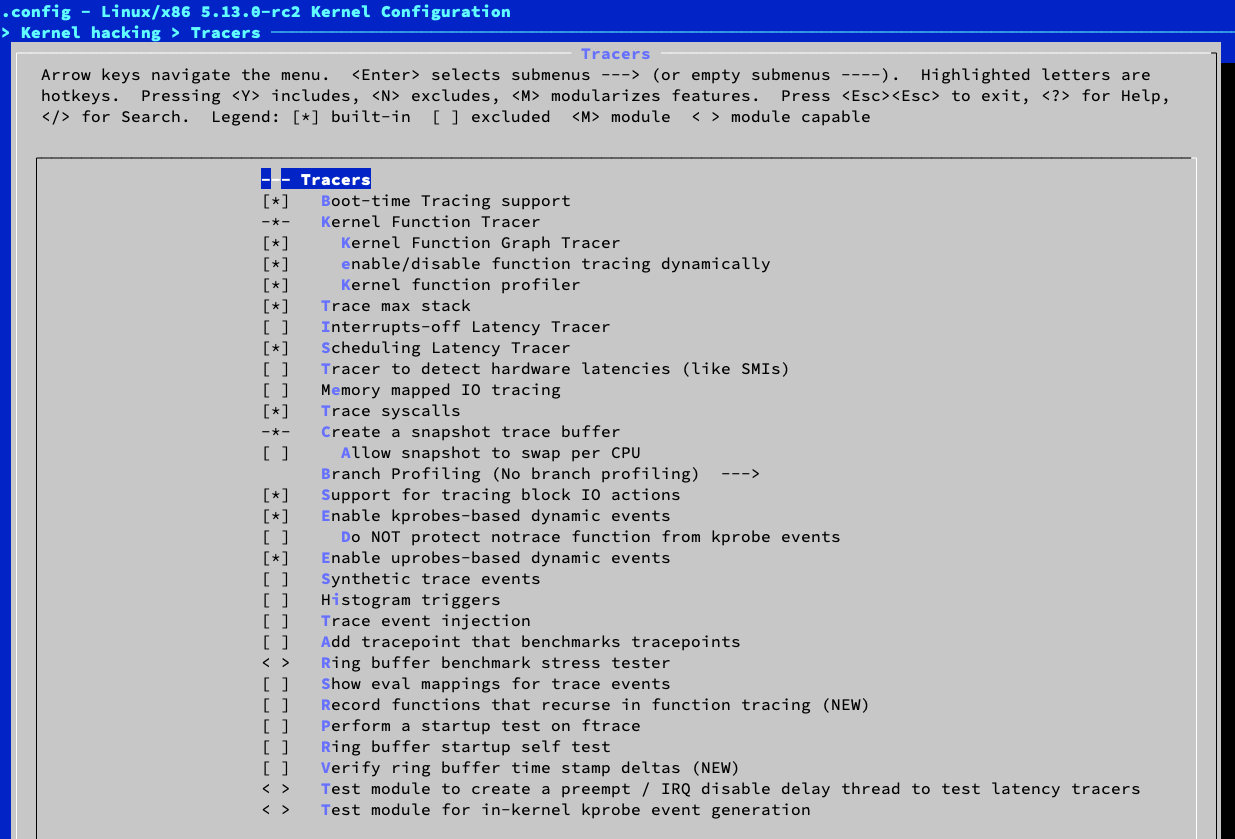 .config - Linux/x86 5.13.0-rc2 Kernel Configuration
> Kernel hacking > Tracers
Tracers
Arrow keys navigate the menu.  <Enter> selects submenus ---> (or empty submenus ----).  Highlighted letters are
hotkeys.  Pressing <Y> includes, <N> excludes, <M> modularizes features.  Press <Esc><Esc> to exit, <?> for Help,
</> for Search.  Legend: [*] built-in  [ ] excluded  <M> module  < > module capable
--- Tracers
[*]   Boot-time Tracing support
-*-   Kernel Function Tracer
[*]     Kernel Function Graph Tracer
[*]     enable/disable function tracing dynamically
[*]     Kernel function profiler
[*]   Trace max stack
[ ]   Interrupts-off Latency Tracer
[*]   Scheduling Latency Tracer
[ ]   Tracer to detect hardware latencies (like SMIs)
[ ]   Memory mapped IO tracing
[*]   Trace syscalls
-*-   Create a snapshot trace buffer
[ ]     Allow snapshot to swap per CPU
Branch Profiling (No branch profiling)  --->
[*]   Support for tracing block IO actions
[*]   Enable kprobes-based dynamic events
[ ]     Do NOT protect notrace function from kprobe events
[*]   Enable uprobes-based dynamic events
[ ]   Synthetic trace events
[ ]   Histogram triggers
[ ]   Trace event injection
[ ]   Add tracepoint that benchmarks tracepoints
< >   Ring buffer benchmark stress tester
[ ]   Show eval mappings for trace events
[ ]   Record functions that recurse in function tracing (NEW)
[ ]   Perform a startup test on ftrace
[ ]   Ring buffer startup self test
[ ]   Verify ring buffer time stamp deltas (NEW)
< >   Test module to create a preempt / IRQ disable delay thread to test latency tracers
< >   Test module for in-kernel kprobe event generation